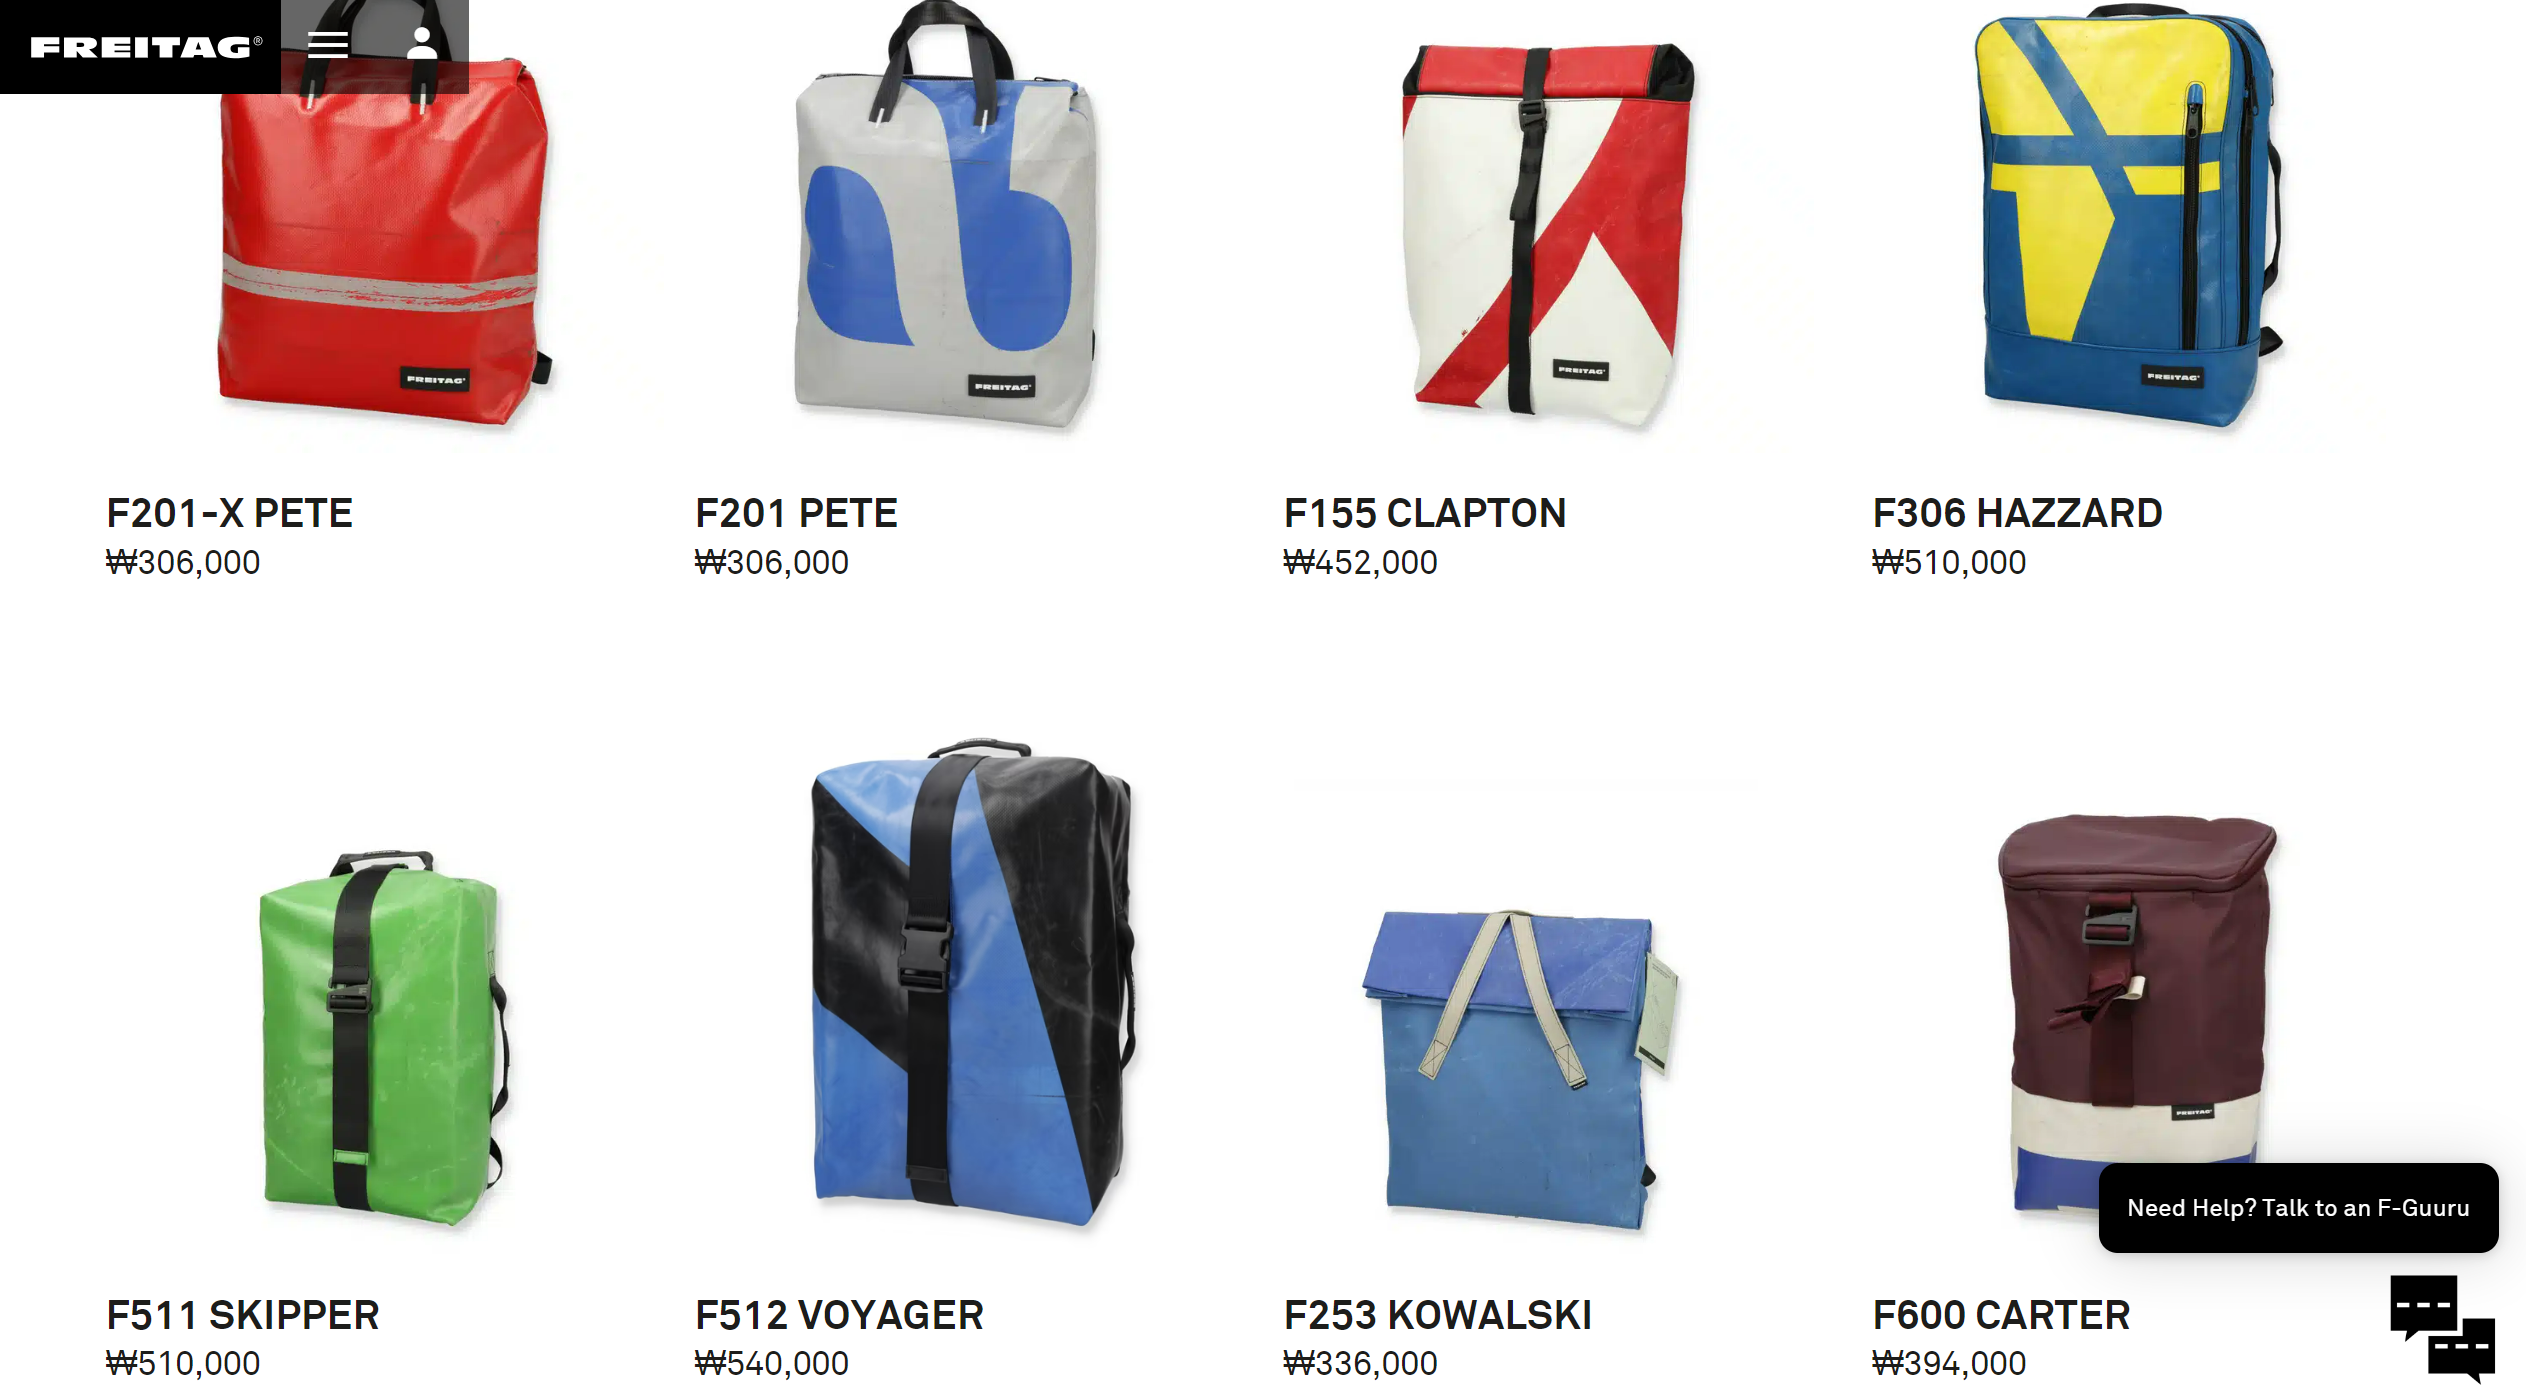 FREITAG®
FREITAG
FREITAG
FREITAG
FREITAG
F201-X PETE
₩306,000
F201 PETE
₩306,000
F155 CLAPTON
₩452,000
F306 HAZZARD
₩510,000
FREITAG
Need Help? Talk to an F-Guuru
F511 SKIPPER
₩510,000
F512 VOYAGER
₩540,000
F253 KOWALSKI
₩336,000
F600 CARTER
₩394,000